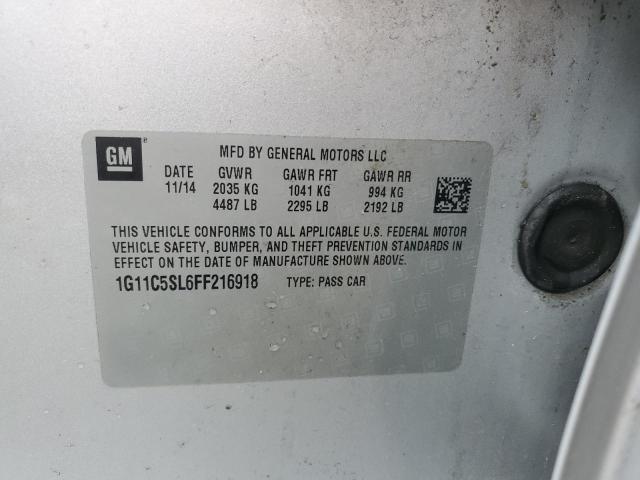 GM
MFD BY GENERAL MOTORS LLC
DATE GVWR GAWR FRT GAWR RR
11/14 2035 KG 1041 KG 994 KG
4487 LB 2295 LB 2192 LB
THIS VEHICLE CONFORMS TO ALL APPLICABLE U.S. FEDERAL MOTOR
VEHICLE SAFETY, BUMPER, AND THEFT PREVENTION STANDARDS IN
EFFECT ON THE DATE OF MANUFACTURE SHOWN ABOVE.
1G11C5SL6FF216918 TYPE: PASS CAR